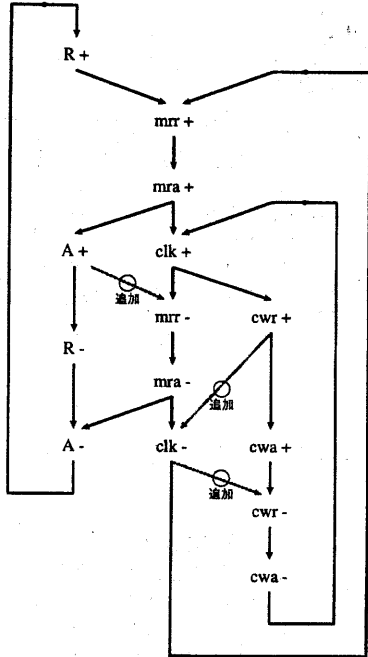 R +
mrr +
mra +
A +
clk +
追加
mrr -
cwr +
R -
mra -
追加
A -
clk -
cwa +
追加
cwr -
cwa -